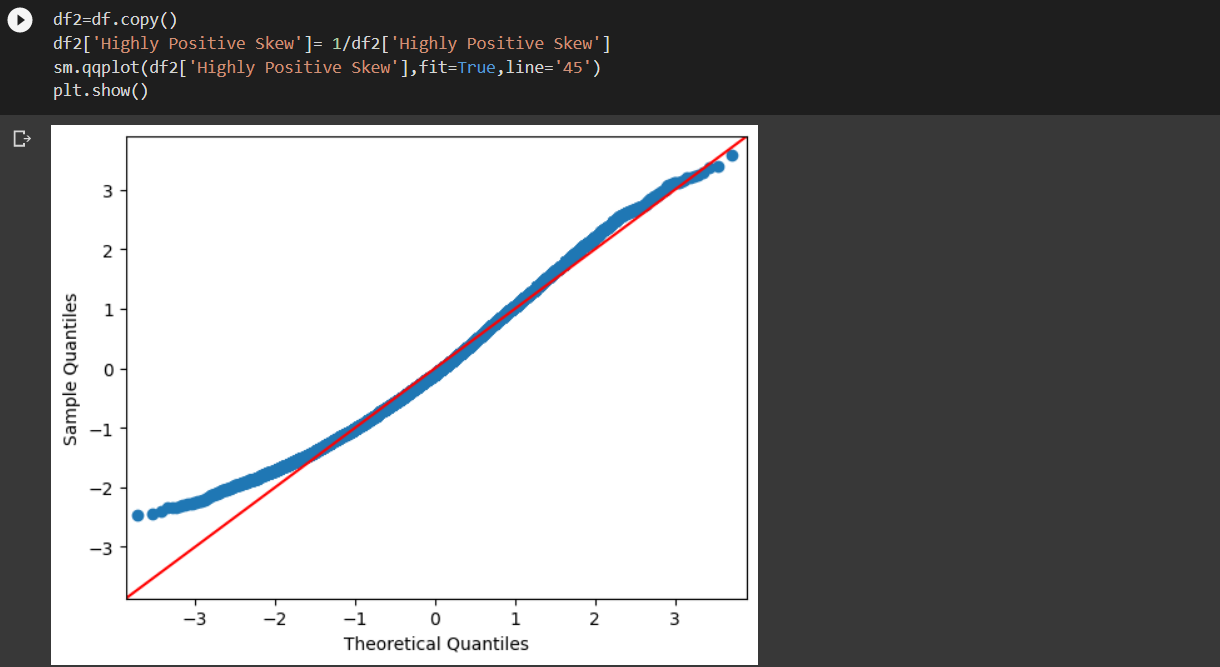 df2=df.copy()
df2['Highly Positive Skew']= 1/df2['Highly Positive Skew']
sm.qqplot(df2['Highly Positive Skew'],fit=True,line='45')
plt.show()
3
2
1
0
−1
−2
−3
Sample Quantiles
−3 −2 −1 0 1 2 3
Theoretical Quantiles